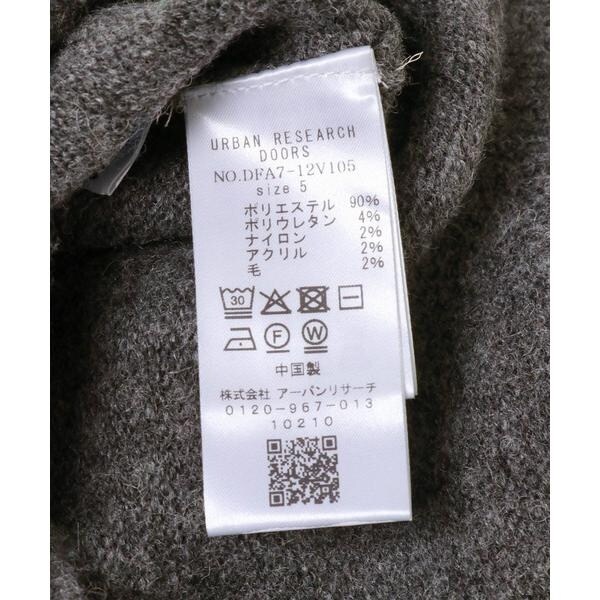 URBAN RESEARCH
DOORS
NO.DFA7-12V105
size 5
ポリエステル 90%
ポリウレタン 4%
ナイロン 2%
アクリル 2%
毛 2%
30
F W
中国製
株式会社 アーバンリサーチ
0120-967-013
10210